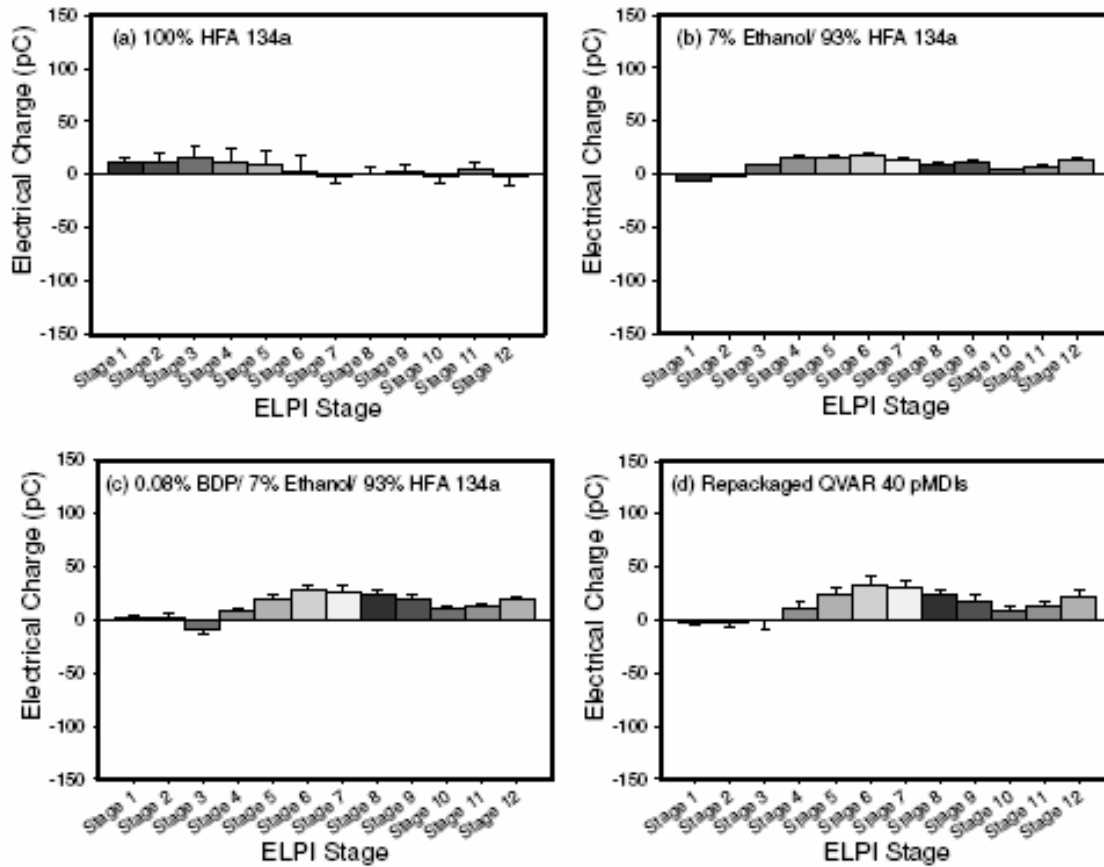 (a) 100% HFA 134a
Electrical Charge (pC)
150
100
50
0
-50
-100
-150
Stage 1
Stage 2
Stage 3
Stage 4
Stage 5
Stage 6
Stage 7
Stage 8
Stage 9
Stage 10
Stage 11
Stage 12
ELPI Stage
(b) 7% Ethanol/ 93% HFA 134a
Electrical Charge (pC)
150
100
50
0
-50
-100
-150
Stage 1
Stage 2
Stage 3
Stage 4
Stage 5
Stage 6
Stage 7
Stage 8
Stage 9
Stage 10
Stage 11
Stage 12
ELPI Stage
(c) 0.08% BDP/ 7% Ethanol/ 93% HFA 134a
Electrical Charge (pC)
150
100
50
0
-50
-100
-150
Stage 1
Stage 2
Stage 3
Stage 4
Stage 5
Stage 6
Stage 7
Stage 8
Stage 9
Stage 10
Stage 11
Stage 12
ELPI Stage
(d) Repackaged QVAR 40 pMDIs
Electrical Charge (pC)
150
100
50
0
-50
-100
-150
Stage 1
Stage 2
Stage 3
Stage 4
Stage 5
Stage 6
Stage 7
Stage 8
Stage 9
Stage 10
Stage 11
Stage 12
ELPI Stage